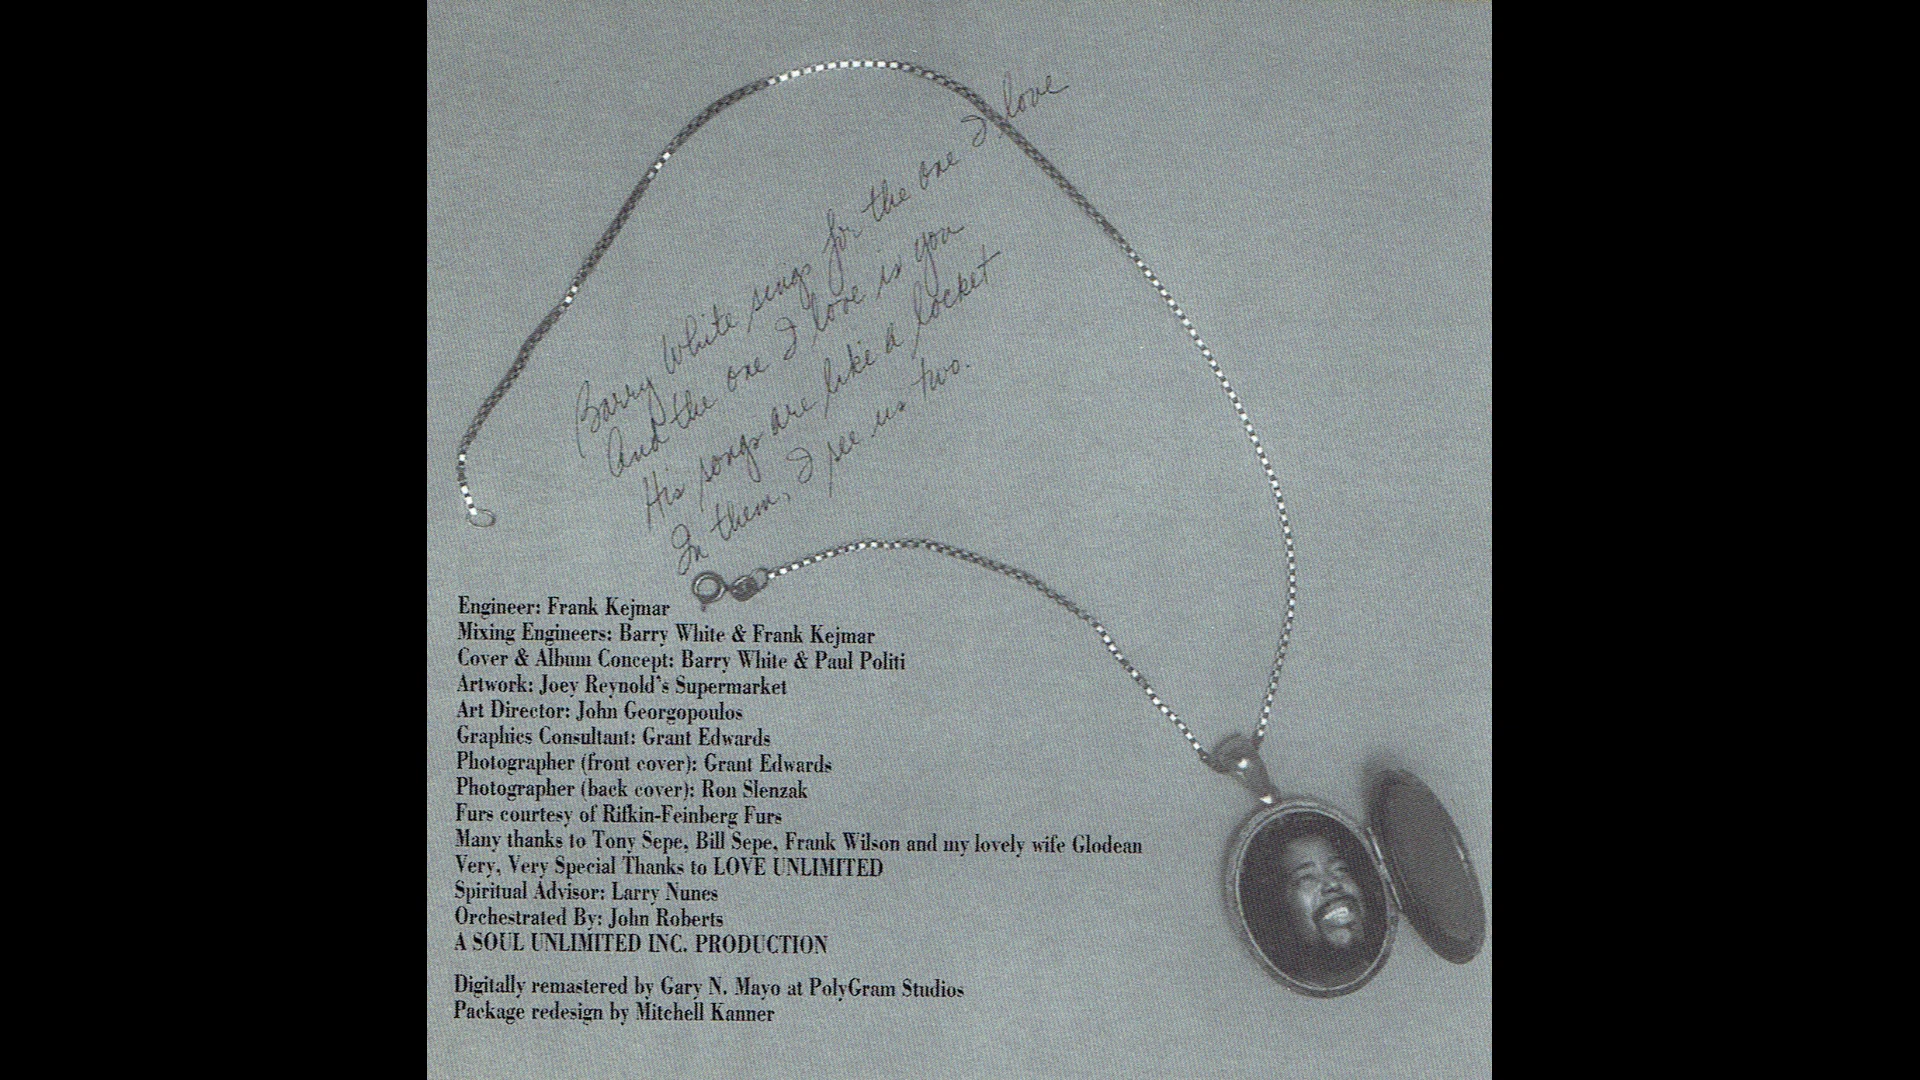 Barry White sings for the one I love
And the one I love is you
His songs are like a locket
In them, I see us two.
Engineer: Frank Kejmar
Mixing Engineers: Barry White & Frank Kejmar
Cover & Album Concept: Barry White & Paul Politi
Artwork: Joey Reynold's Supermarket
Art Director: John Georgopoulos
Graphics Consultant: Grant Edwards
Photographer (front cover): Grant Edwards
Photographer (back cover): Ron Slenzak
Furs courtesy of Rifkin-Feinberg Furs
Many thanks to Tony Sepe, Bill Sepe, Frank Wilson and my lovely wife Glodean
Very, Very Special Thanks to LOVE UNLIMITED
Spiritual Advisor: Larry Nunes
Orchestrated By: John Roberts
A SOUL UNLIMITED INC. PRODUCTION
Digitally remastered by Gary N. Mayo at PolyGram Studios
Package redesign by Mitchell Kanner